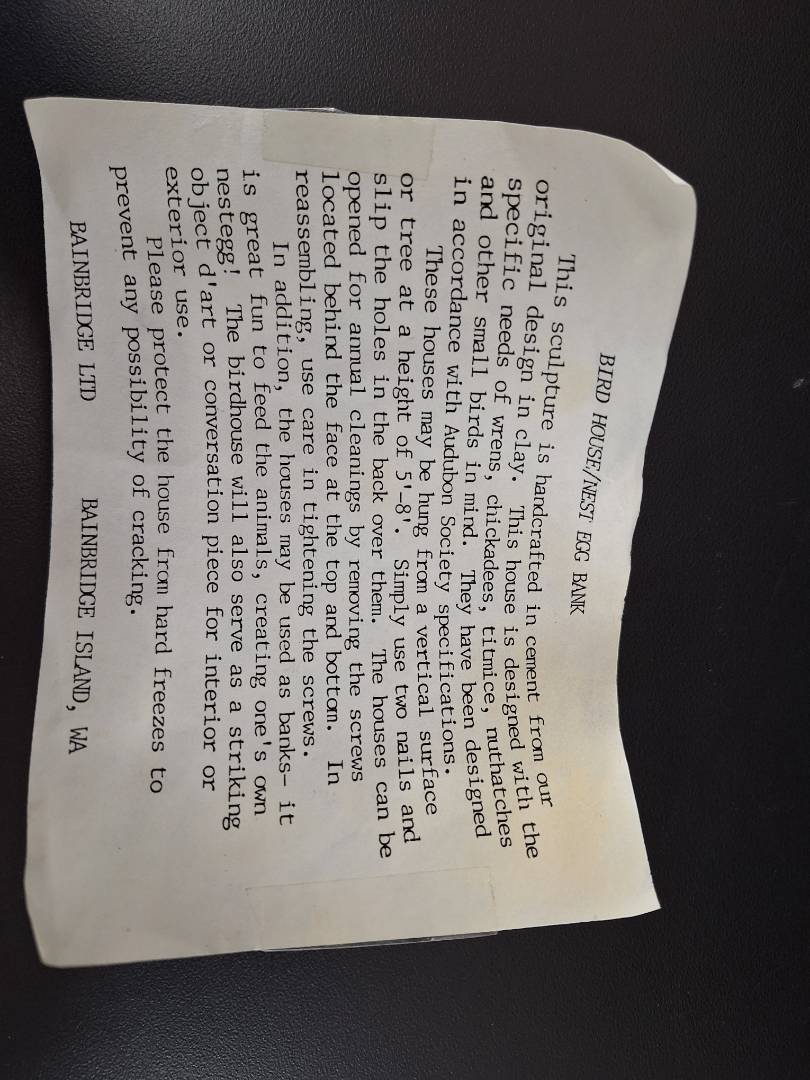 BIRD HOUSE/NEST EGG BANK
This sculpture is handcrafted in cement from our
original design in clay. This house is designed with the
specific needs of wrens, chickadees, titmice, nuthatches
and other small birds in mind. They have been designed
in accordance with Audubon Society specifications.
These houses may be hung from a vertical surface
or tree at a height of 5'-8'. Simply use two nails and
slip the holes in the back over them. The houses can be
opened for annual cleanings by removing the screws
located behind the face at the top and bottom. In
reassembling, use care in tightening the screws.
In addition, the houses may be used as banks- it
is great fun to feed the animals, creating one's own
nestegg! The birdhouse will also serve as a striking
object d'art or conversation piece for interior or
exterior use.
Please protect the house from hard freezes to
prevent any possibility of cracking.
BAINBRIDGE LTD BAINBRIDGE ISLAND, WA